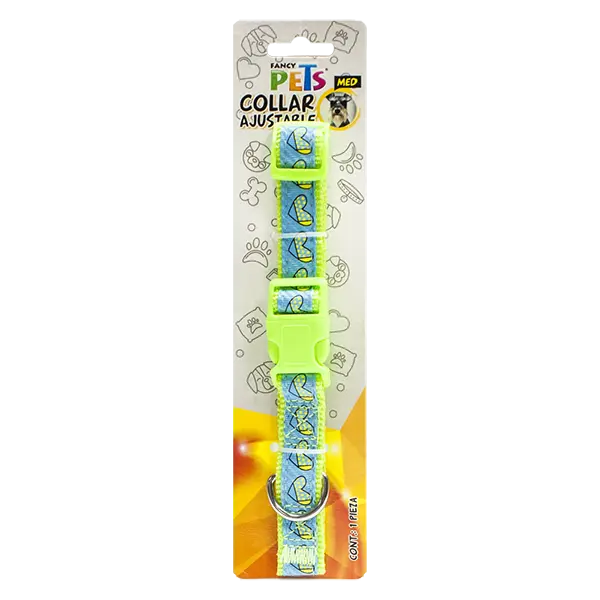 FANCY
PETS
MED
COLLAR
AJUSTABLE
CONT.: 1 PIEZA